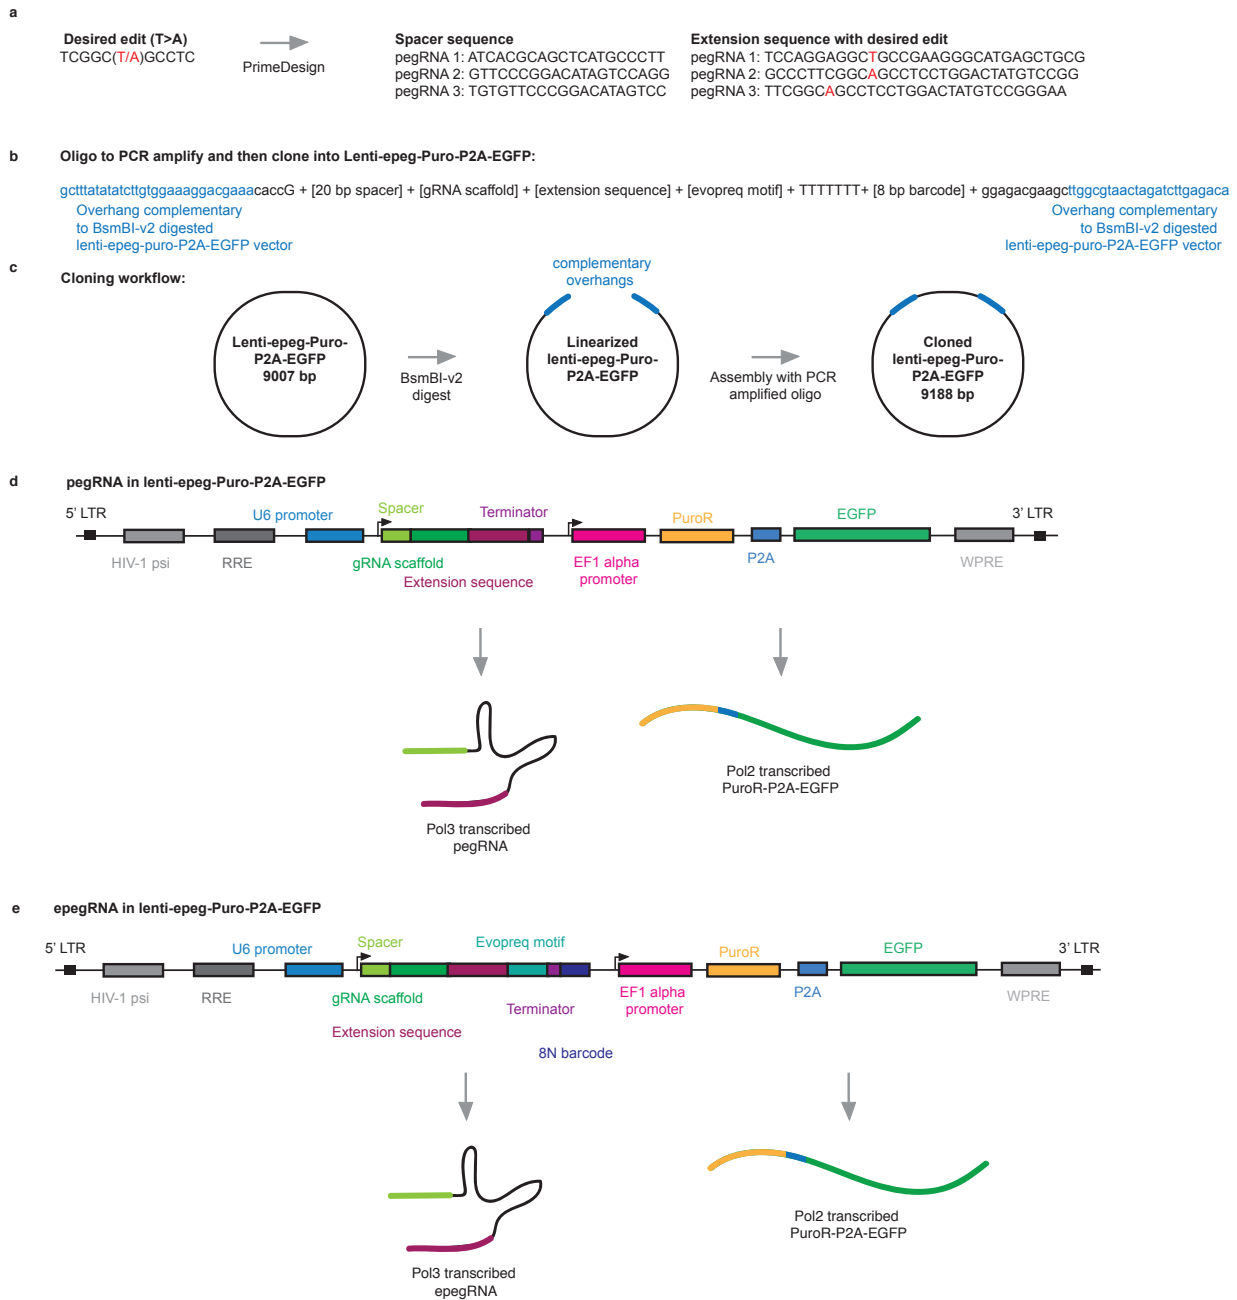 a
Desired edit (T>A)
TCGGC(T/A)GCCTC
PrimeDesign
Spacer sequence
pegRNA 1: ATCACGCAGCTCATGCCCTT
pegRNA 2: GTTCCCGGACATAGTCCAGG
pegRNA 3: TGTGTTCCCGGACATAGTCC
Extension sequence with desired edit
pegRNA 1: TCCAGGAGGCTGCCGAAGGGCATGAGCTGCG
pegRNA 2: GCCCTTCGGCAGCCTCCTGGACTATGTCCGG
pegRNA 3: TTCGGCAGCCTCCTGGACTATGTCCGGGAA
b
Oligo to PCR amplify and then clone into Lenti-epeg-Puro-P2A-EGFP:
gctttatatatcttgtggaaaggacgaaacaccG + [20 bp spacer] + [gRNA scaffold] + [extension sequence] + [evopreq motif] + TTTTTTT+ [8 bp barcode] + ggagacgaagcttggcgtaactagatcttgagaca
Overhang complementary
to BsmBI-v2 digested
lenti-epeg-puro-P2A-EGFP vector
Overhang complementary
to BsmBI-v2 digested
lenti-epeg-puro-P2A-EGFP vector
c
Cloning workflow:
Lenti-epeg-Puro-
P2A-EGFP
9007 bp
BsmBI-v2
digest
complementary
overhangs
Linearized
lenti-epeg-Puro-
P2A-EGFP
Assembly with PCR
amplified oligo
Cloned
lenti-epeg-Puro-
P2A-EGFP
9188 bp
d
pegRNA in lenti-epeg-Puro-P2A-EGFP
5' LTR
HIV-1 psi
RRE
U6 promoter
Spacer
gRNA scaffold
Extension sequence
Terminator
EF1 alpha
promoter
PuroR
P2A
EGFP
WPRE
3' LTR
Pol3 transcribed
pegRNA
Pol2 transcribed
PuroR-P2A-EGFP
e
epegRNA in lenti-epeg-Puro-P2A-EGFP
5' LTR
HIV-1 psi
RRE
U6 promoter
Spacer
gRNA scaffold
Extension sequence
Evopreq motif
Terminator
8N barcode
EF1 alpha
promoter
PuroR
P2A
EGFP
WPRE
3' LTR
Pol3 transcribed
epegRNA
Pol2 transcribed
PuroR-P2A-EGFP